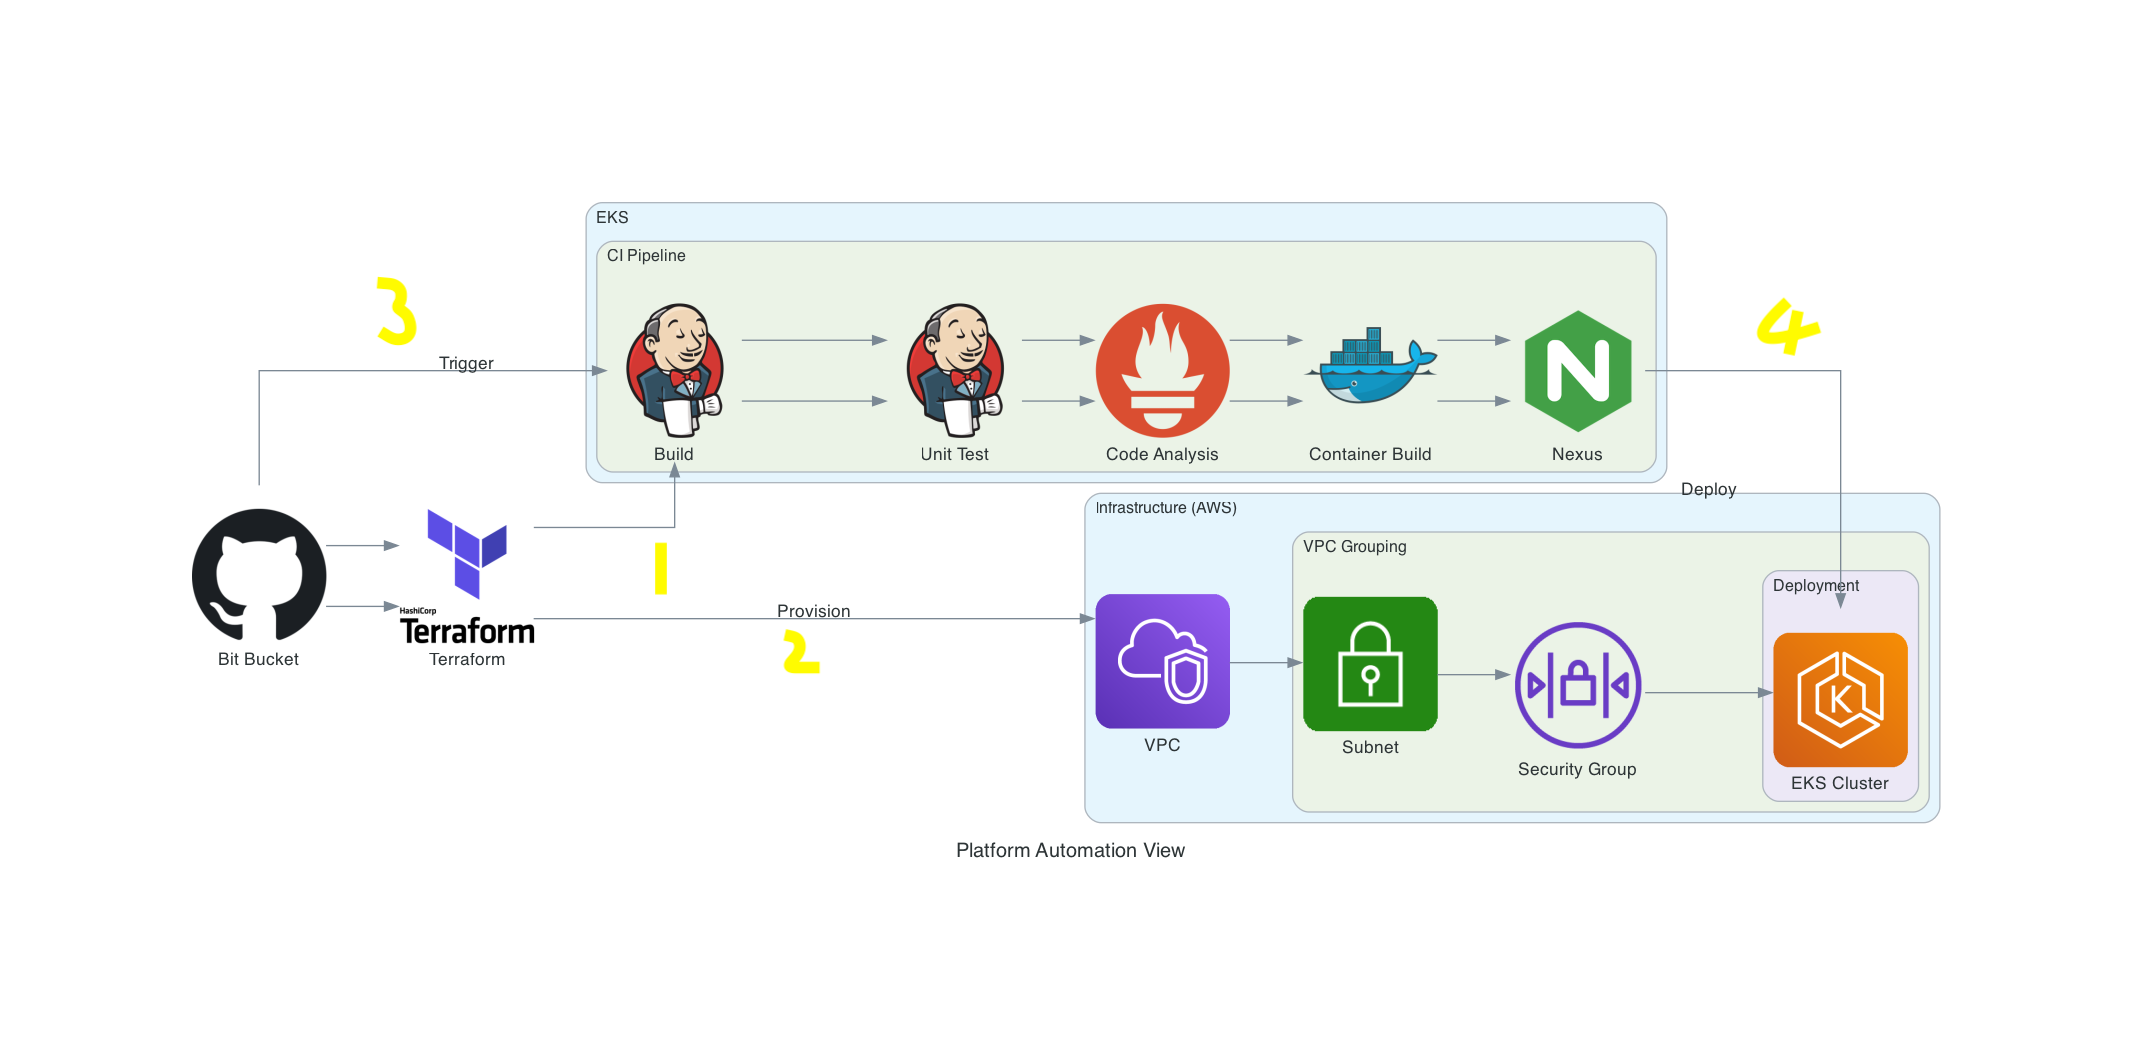 EKS
CI Pipeline
3
4
Trigger
Build
Unit Test
Code Analysis
Container Build
N
Nexus
Deploy
Infrastructure (AWS)
VPC Grouping
1
Deployment
HashiCorp
Terraform
Provision
2
Bit Bucket
Terraform
K
VPC
Subnet
Security Group
EKS Cluster
Platform Automation View